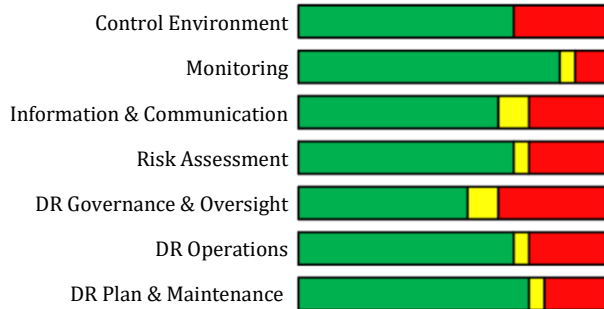 Control Environment
Monitoring
Information & Communication
Risk Assessment
DR Governance & Oversight
DR Operations
DR Plan & Maintenance